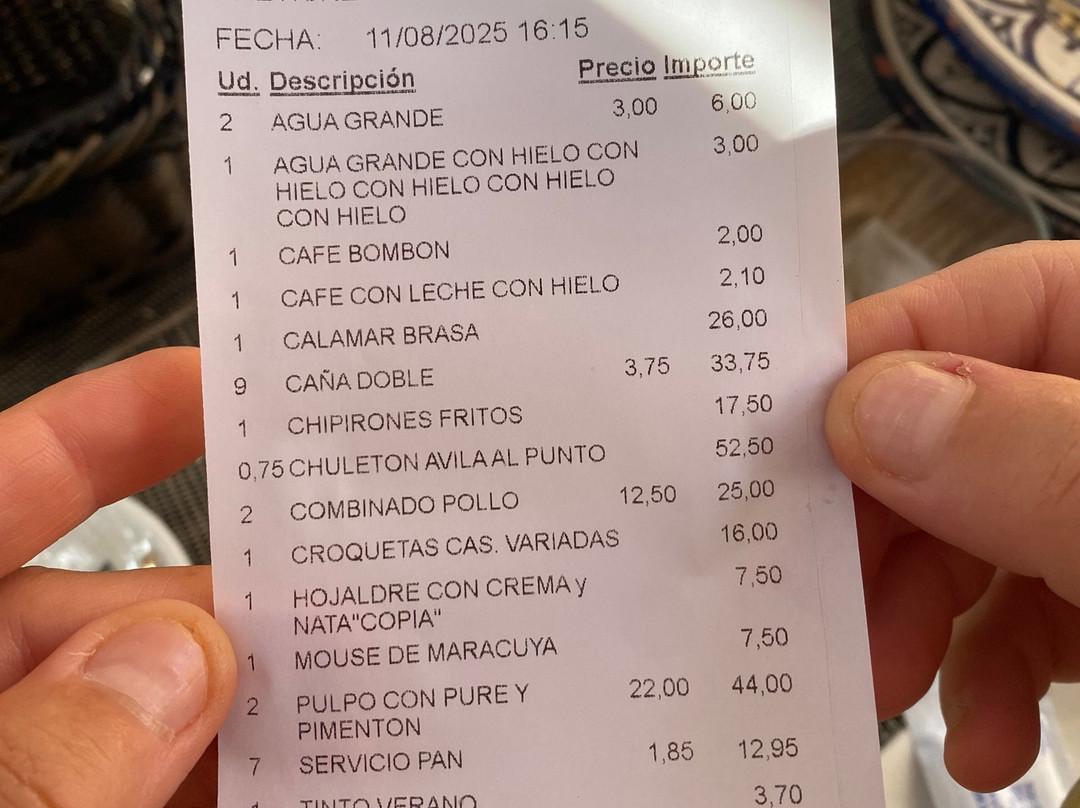 FECHA: 11/08/2025 16:15
Ud. Descripción Precio Importe
2 AGUA GRANDE 3,00 6,00
1 AGUA GRANDE CON HIELO CON 3,00
HIELO CON HIELO CON HIELO
CON HIELO
1 CAFE BOMBON 2,00
1 CAFE CON LECHE CON HIELO 2,10
1 CALAMAR BRASA 26,00
9 CAÑA DOBLE 3,75 33,75
1 CHIPIRONES FRITOS 17,50
0,75 CHULETON AVILA AL PUNTO 52,50
2 COMBINADO POLLO 12,50 25,00
1 CROQUETAS CAS. VARIADAS 16,00
1 HOJALDRE CON CREMA y 7,50
NATA"COPIA"
1 MOUSE DE MARACUYA 7,50
2 PULPO CON PURE Y 22,00 44,00
PIMENTON
7 SERVICIO PAN 1,85 12,95
1 TINTO VERANO 3,70